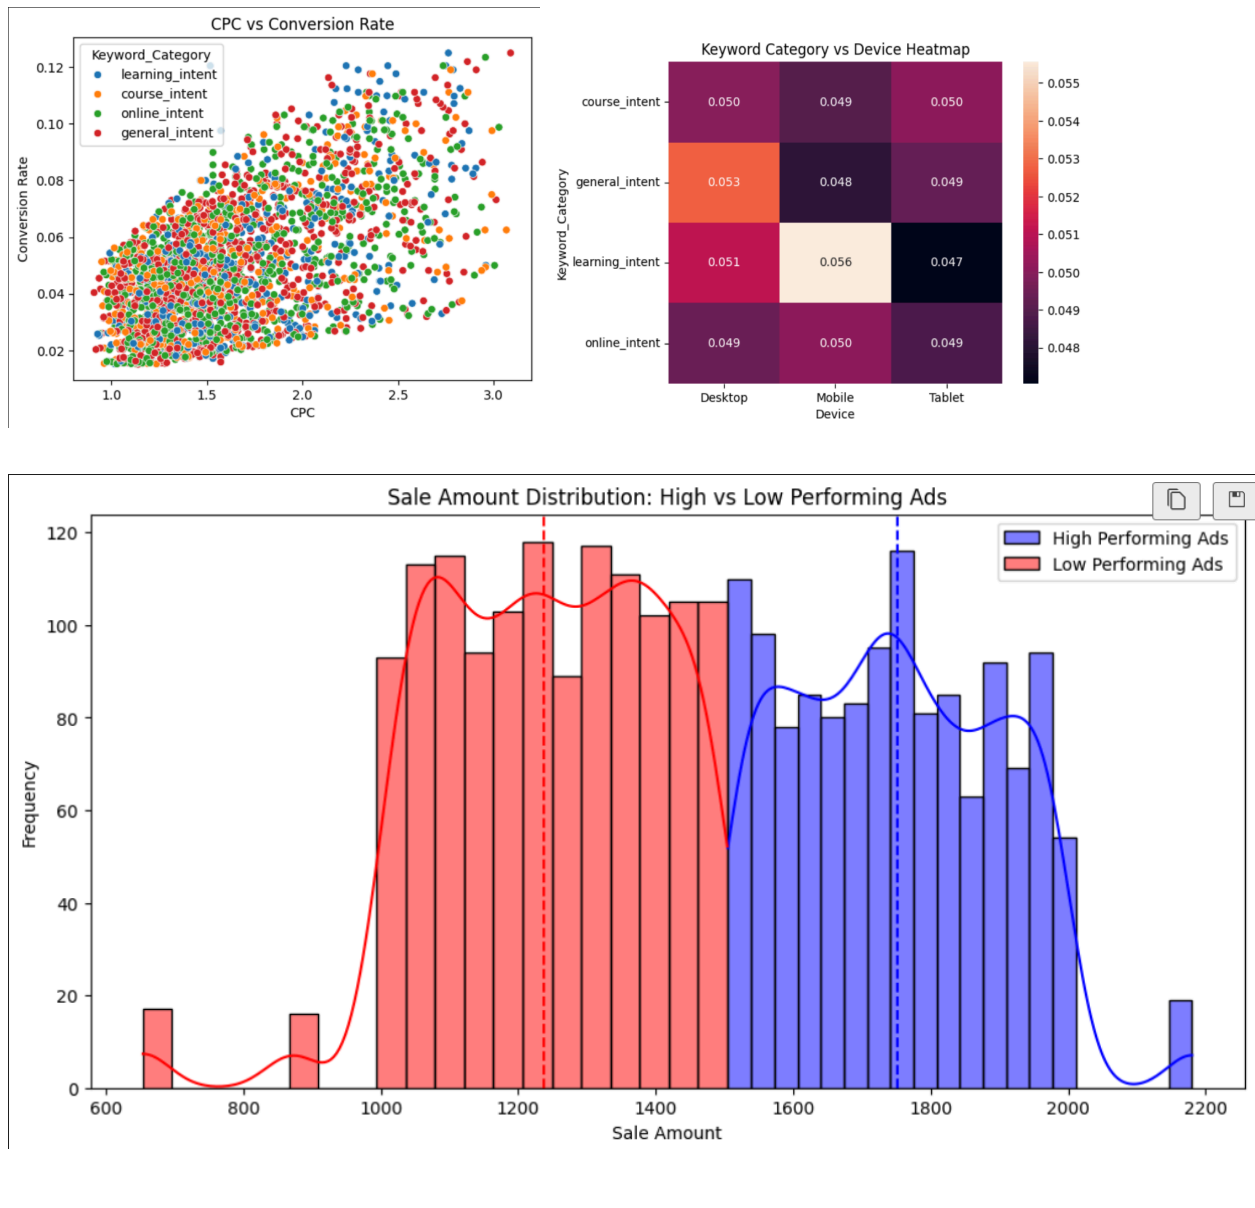 CPC vs Conversion Rate
Keyword_Category
learning_intent
course_intent
online_intent
general_intent
0.12
0.10
0.08
0.06
0.04
0.02
Conversion Rate
1.0 1.5 2.0 2.5 3.0
CPC
Keyword Category vs Device Heatmap
course_intent 0.050 0.049 0.050
general_intent 0.053 0.048 0.049
learning_intent 0.051 0.056 0.047
online_intent 0.049 0.050 0.049
Keyword_Category
Desktop Mobile Tablet
Device
0.055
0.054
0.053
0.052
0.051
0.050
0.049
0.048
Sale Amount Distribution: High vs Low Performing Ads
High Performing Ads
Low Performing Ads
120
100
80
60
40
20
0
Frequency
600 800 1000 1200 1400 1600 1800 2000 2200
Sale Amount